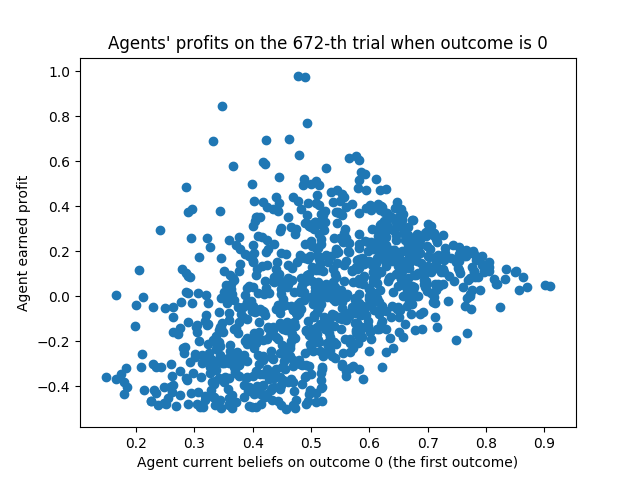 Agents' profits on the 672-th trial when outcome is 0
1.0
0.8
0.6
0.4
0.2
0.0
−0.2
−0.4
Agent earned profit
0.2 0.3 0.4 0.5 0.6 0.7 0.8 0.9
Agent current beliefs on outcome 0 (the first outcome)